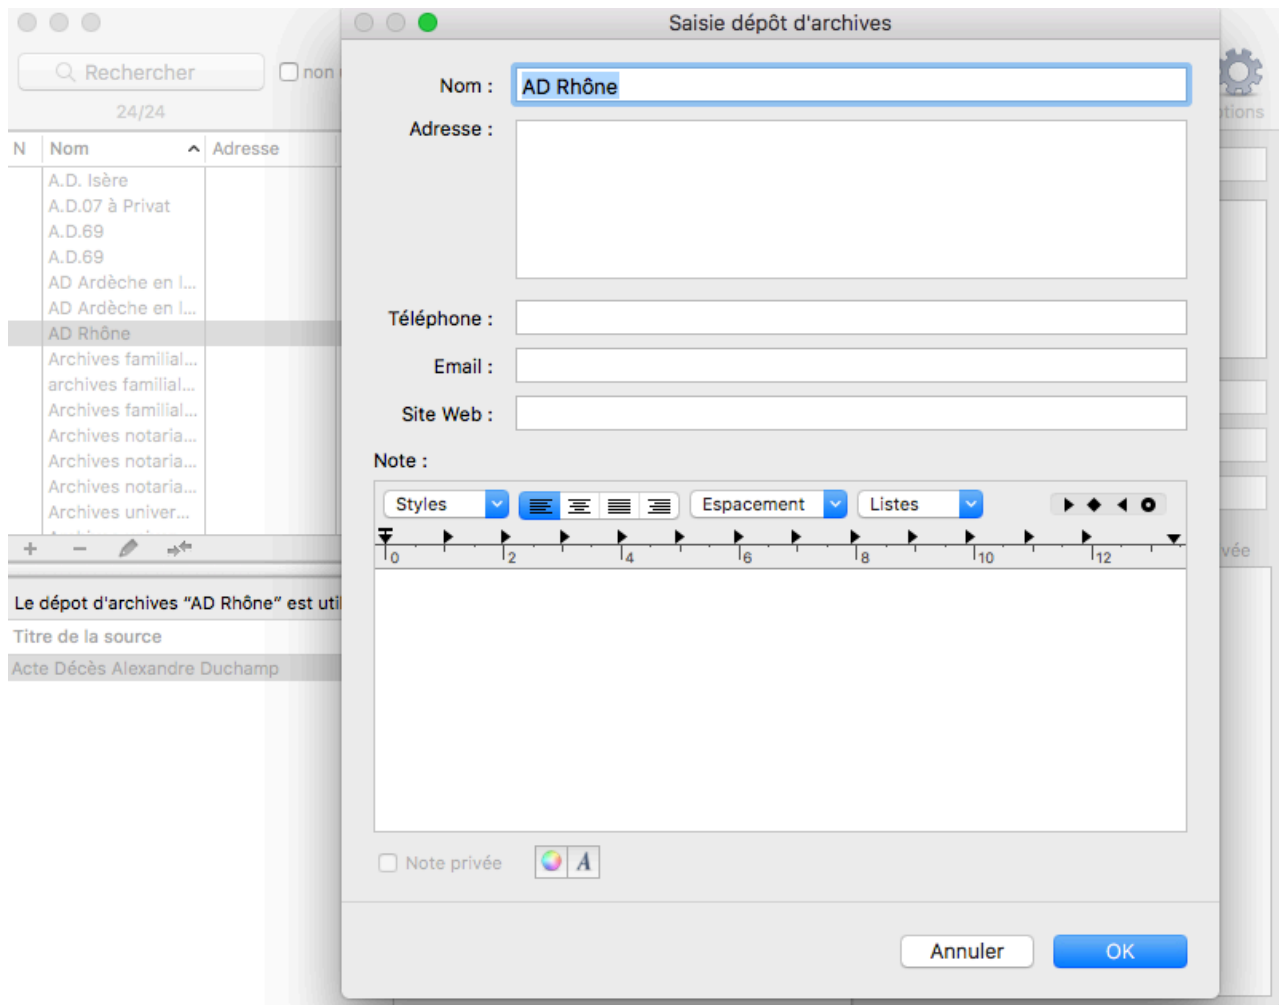 Saisie dépôt d'archives
Rechercher
non
24/24
N Nom Adresse
A.D. Isère
A.D.07 à Privat
A.D.69
A.D.69
AD Ardèche en l...
AD Ardèche en l...
AD Rhône
Archives familial...
archives familial...
Archives familial...
Archives notaria...
Archives notaria...
Archives notaria...
Archives univer...
Le dépot d'archives “AD Rhône” est uti
Titre de la source
Acte Décès Alexandre Duchamp
Nom : AD Rhône
Adresse :
Téléphone :
Email :
Site Web :
Note :
Styles Espacement Listes
0 2 4 6 8 10 12
Note privée A
Annuler OK
tions
vée